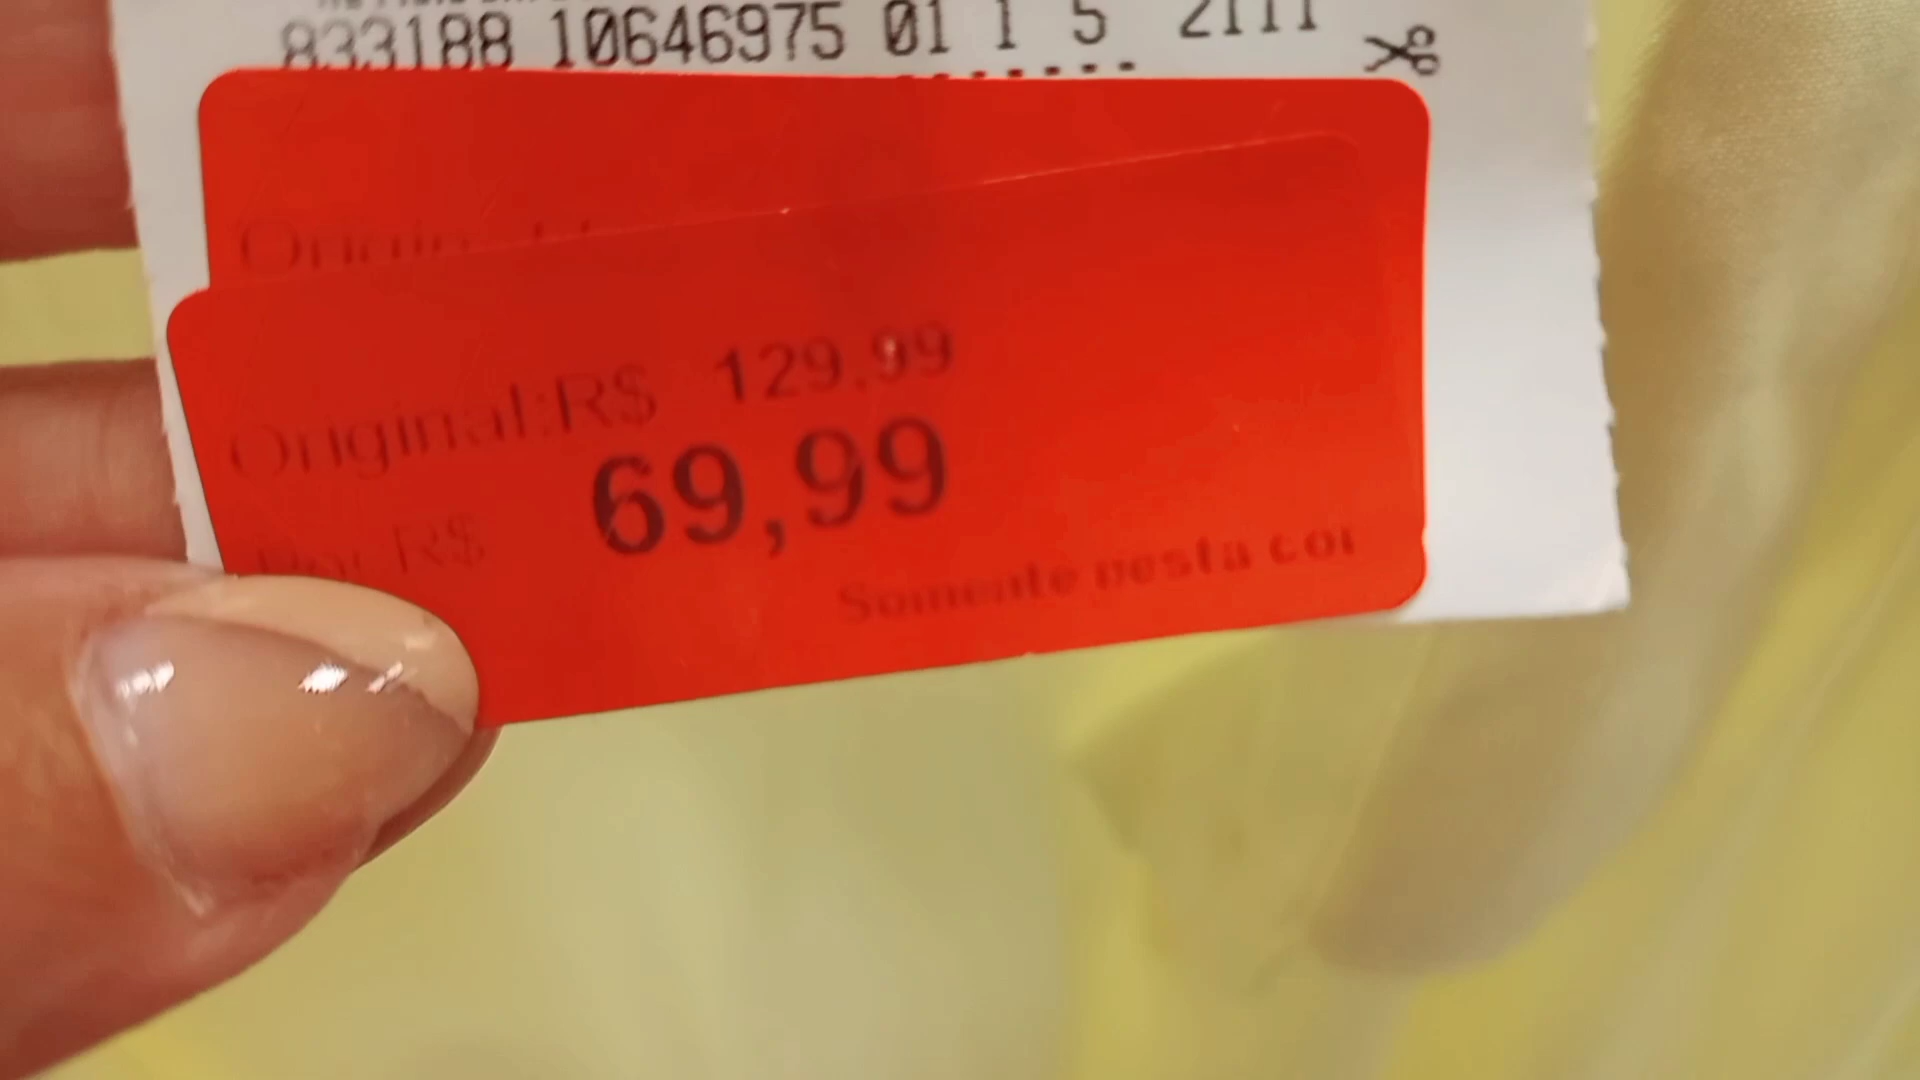 833188 10646975 01 1 5 2111
Original:R$ 129,99
Por R$ 69,99
Somente nesta cor